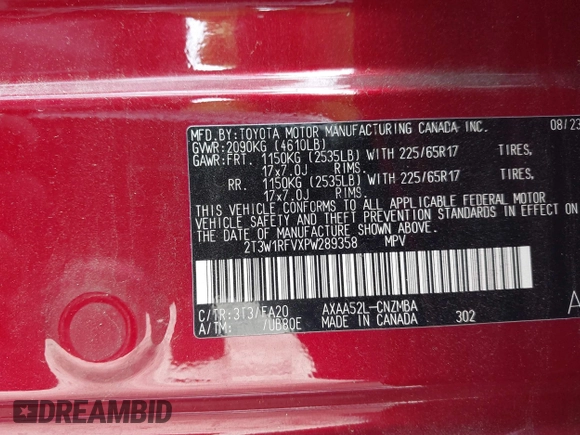 MFD.BY:TOYOTA MOTOR MANUFACTURING CANADA INC. 08/23
GVWR:2090KG (4610LB)
GAWR:FRT. 1150KG (2535LB) WITH 225/65R17 TIRES,
17x7.0J RIMS.
RR. 1150KG (2535LB) WITH 225/65R17 TIRES,
17x7.0J RIMS.
THIS VEHICLE CONFORMS TO ALL APPLICABLE FEDERAL MOTOR
VEHICLE SAFETY AND THEFT PREVENTION STANDARDS IN EFFECT ON
THE DATE OF MANUFACTURE SHOWN ABOVE.
2T3W1RFVXPW289358 MPV
C/TR:3T3/FA20 AXAA52L-CNZMBA
A/TM: /UB80E MADE IN CANADA 302
A
DREAMBID